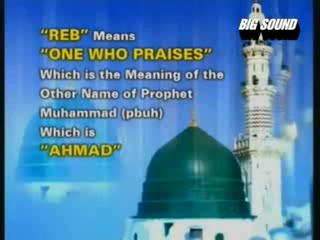 BIG SOUND
"REB" Means
"ONE WHO PRAISES"
Which is the Meaning of the
Other Name of Prophet
Muhammad (pbuh)
Which is
"AHMAD"